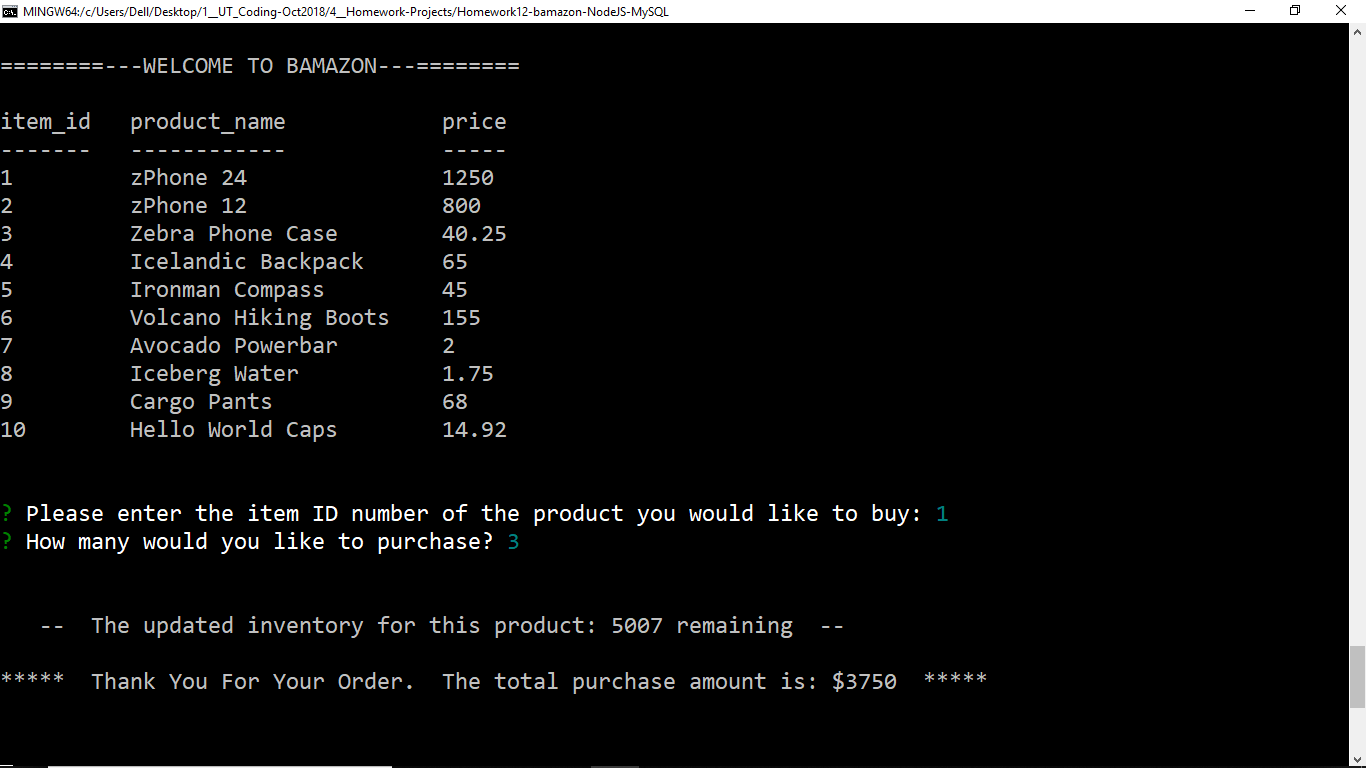 MINGW64:/c/Users/Dell/Desktop/1__UT_Coding-Oct2018/4__Homework-Projects/Homework12-bamazon-NodeJS-MySQL
========---WELCOME TO BAMAZON---========
item_id   product_name            price
-------   ------------            -----
1         zPhone 24               1250
2         zPhone 12               800
3         Zebra Phone Case        40.25
4         Icelandic Backpack      65
5         Ironman Compass         45
6         Volcano Hiking Boots    155
7         Avocado Powerbar        2
8         Iceberg Water           1.75
9         Cargo Pants             68
10        Hello World Caps        14.92
? Please enter the item ID number of the product you would like to buy: 1
? How many would you like to purchase? 3
   --  The updated inventory for this product: 5007 remaining  --
*****  Thank You For Your Order.  The total purchase amount is: $3750  *****